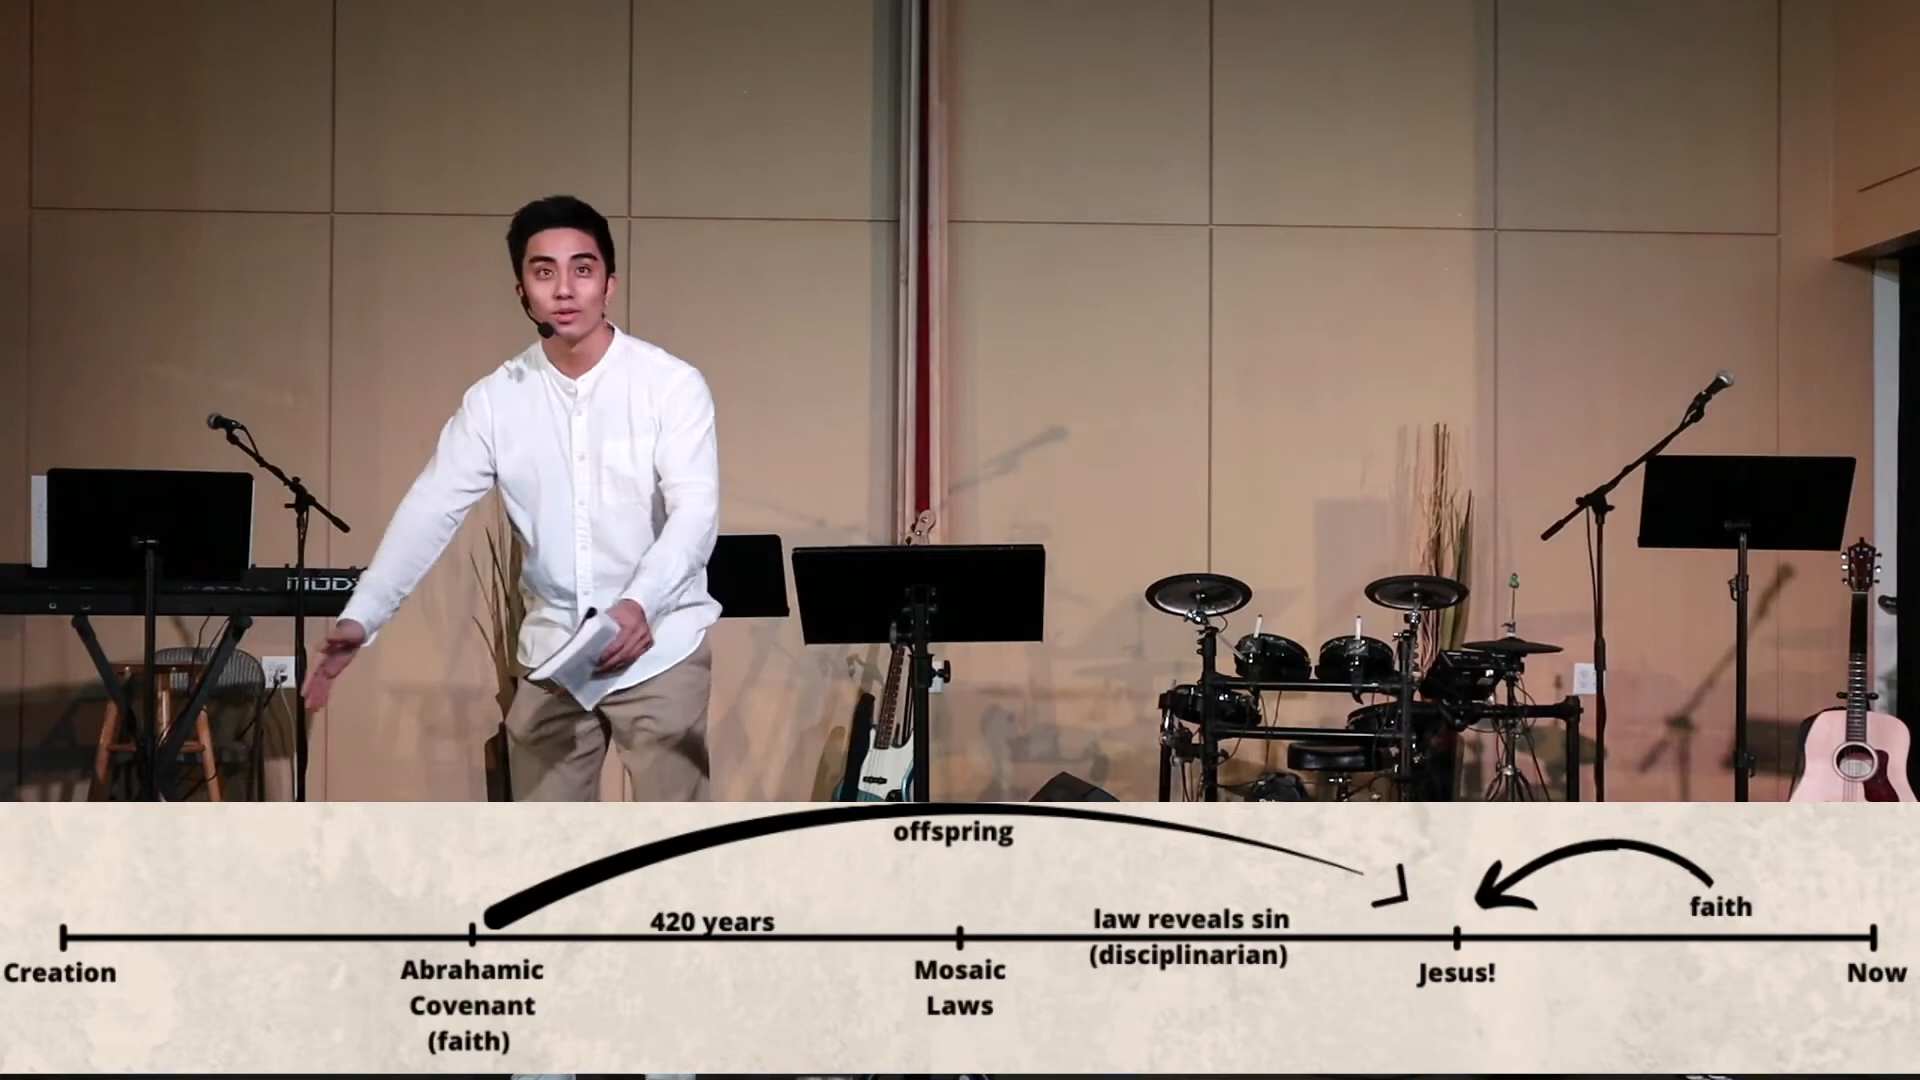 MODX
offspring
420 years
law reveals sin
(disciplinarian)
faith
Creation
Abrahamic
Covenant
(faith)
Mosaic
Laws
Jesus!
Now